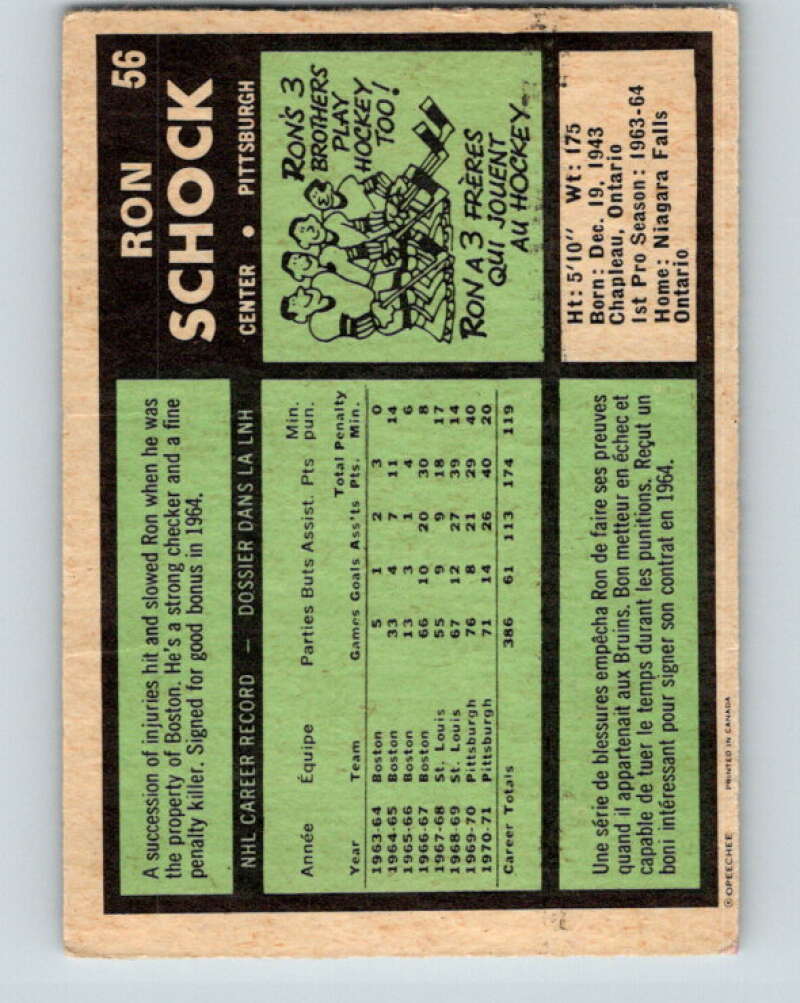 56
RON
SCHOCK
CENTER • PITTSBURGH
A succession of injuries hit and slowed Ron when he was
the property of Boston. He's a strong checker and a fine
penalty killer. Signed for good bonus in 1964.
RON'S 3
BROTHERS
PLAY
HOCKEY
TOO!
RON A 3 FRÈRES
QUI JOUENT
AU HOCKEY
NHL CAREER RECORD — DOSSIER DANS LA LNH
Année Équipe Parties Buts Assist. Pts Min. pun.
Year Team Games Goals Ass'ts Total Pts. Penalty Min.
1963-64 Boston 5 1 2 3 0
1964-65 Boston 33 4 7 11 14
1965-66 Boston 13 3 1 4 6
1966-67 Boston 66 10 20 30 8
1967-68 St. Louis 55 9 9 18 17
1968-69 St. Louis 67 12 27 39 14
1969-70 Pittsburgh 76 8 21 29 40
1970-71 Pittsburgh 71 14 26 40 20
Career Totals 386 61 113 174 119
Ht: 5'10" Wt: 175
Born: Dec. 19, 1943
Chapleau, Ontario
1st Pro Season: 1963-64
Home: Niagara Falls
Ontario
Une série de blessures empêcha Ron de faire ses preuves
quand il appartenait aux Bruins. Bon metteur en échec et
capable de tuer le temps durant les punitions. Reçut un
boni intéressant pour signer son contrat en 1964.
© OPEECHEE PRINTED IN CANADA